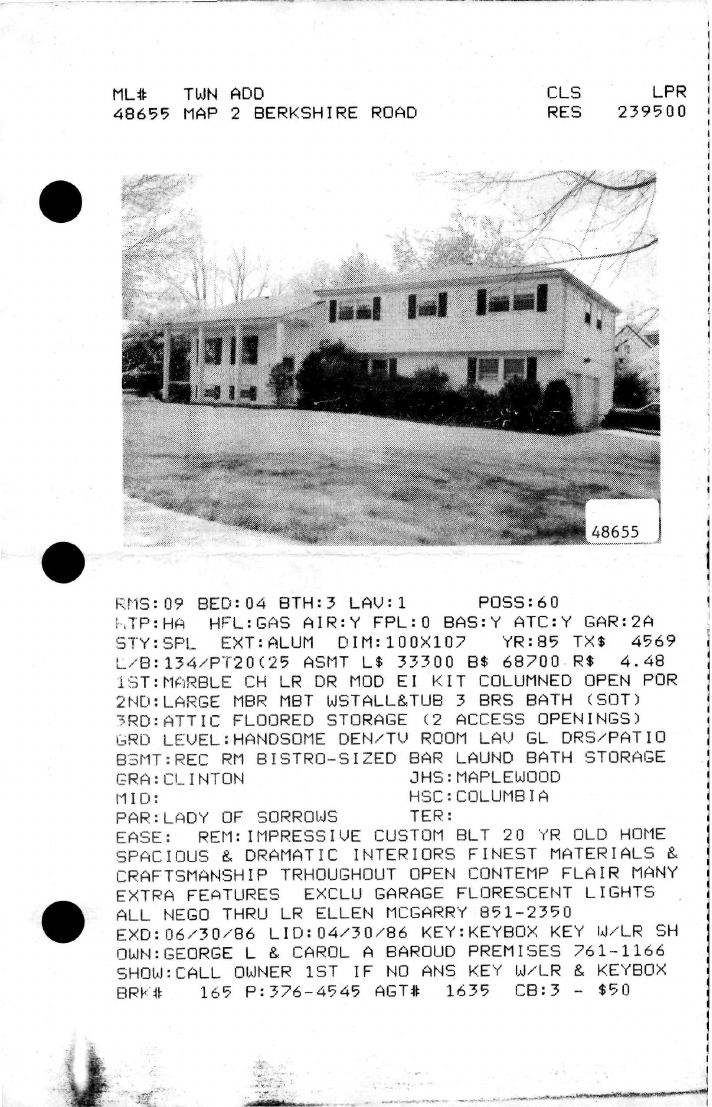 ML# TWN ADD CLS LPR
48655 MAP 2 BERKSHIRE ROAD RES 239500
48655
RMS:09 BED:04 BTH:3 LAV:1 POSS:60
HTP:HA HFL:GAS AIR:Y FPL:0 BAS:Y ATC:Y GAR:2A
STY:SPL EXT:ALUM DIM:100X107 YR:85 TX$ 4569
L/B:134/PT20(25 ASMT L$ 33300 B$ 68700 R$ 4.48
1ST:MARBLE CH LR DR MOD EI KIT COLUMNED OPEN POR
2ND:LARGE MBR MBT WSTALL&TUB 3 BRS BATH (SOT)
3RD:ATTIC FLOORED STORAGE (2 ACCESS OPENINGS)
GRD LEVEL:HANDSOME DEN/TV ROOM LAV GL DRS/PATIO
BSMT:REC RM BISTRO-SIZED BAR LAUND BATH STORAGE
GRA:CLINTON JHS:MAPLEWOOD
MID: HSC:COLUMBIA
PAR:LADY OF SORROWS TER:
EASE: REM:IMPRESSIVE CUSTOM BLT 20 YR OLD HOME
SPACIOUS & DRAMATIC INTERIORS FINEST MATERIALS &
CRAFTSMANSHIP TRHOUGHOUT OPEN CONTEMP FLAIR MANY
EXTRA FEATURES EXCLU GARAGE FLORESCENT LIGHTS
ALL NEGO THRU LR ELLEN MCGARRY 851-2350
EXD:06/30/86 LID:04/30/86 KEY:KEYBOX KEY W/LR SH
OWN:GEORGE L & CAROL A BAROUD PREMISES 761-1166
SHOW:CALL OWNER 1ST IF NO ANS KEY W/LR & KEYBOX
BRK# 165 P:376-4545 AGT# 1635 CB:3 - $50